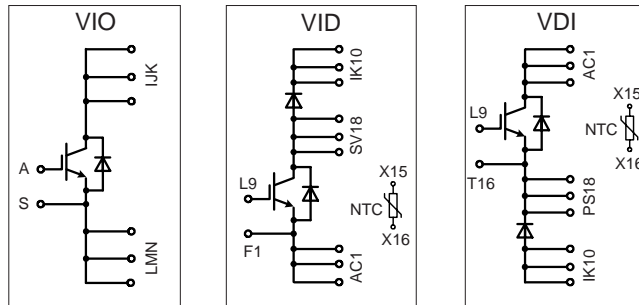 VIO
IJK
A
S
LMN
VID
IK10
SV18
L9
X15
NTC
X16
F1
AC1
VDI
AC1
L9
X15
NTC
X16
T16
PS18
IK10